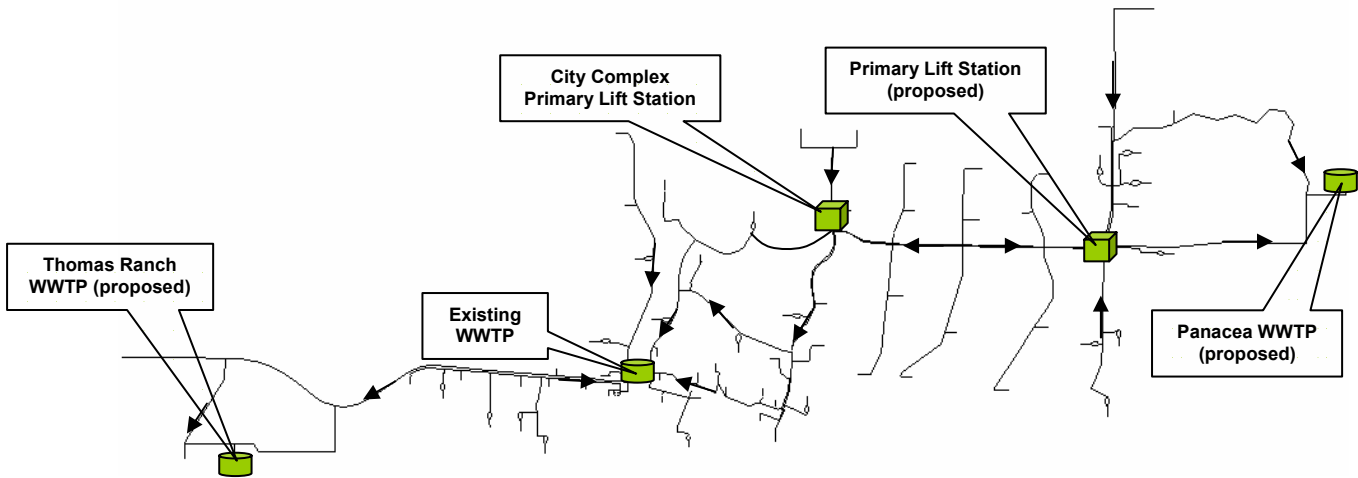 City Complex
Primary Lift Station
Primary Lift Station
(proposed)
Thomas Ranch
WWTP (proposed)
Existing
WWTP
Panacea WWTP
(proposed)